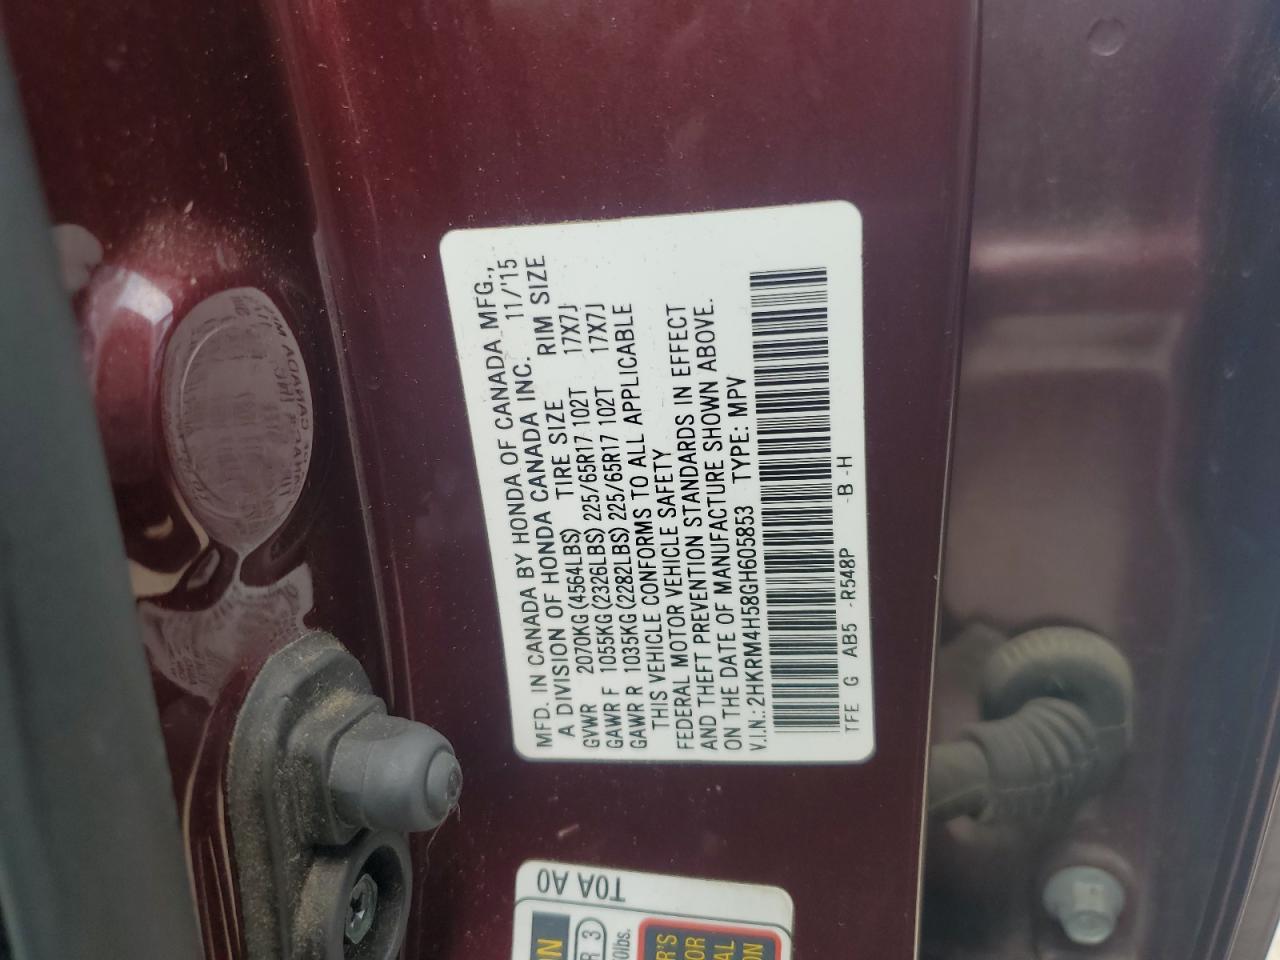 MFD. IN CANADA BY HONDA OF CANADA MFG.,
A DIVISION OF HONDA CANADA INC. 11/'15
TIRE SIZE RIM SIZE
GVWR 2070KG (4564LBS)
GAWR F 1055KG (2326LBS) 225/65R17 102T 17X7J
GAWR R 1035KG (2282LBS) 225/65R17 102T 17X7J
THIS VEHICLE CONFORMS TO ALL APPLICABLE
FEDERAL MOTOR VEHICLE SAFETY
AND THEFT PREVENTION STANDARDS IN EFFECT
ON THE DATE OF MANUFACTURE SHOWN ABOVE.
V.I.N.: 2HKRM4H58GH605853 TYPE: MPV
TFE G AB5 -R548P -B -H
T0A A0
R 3